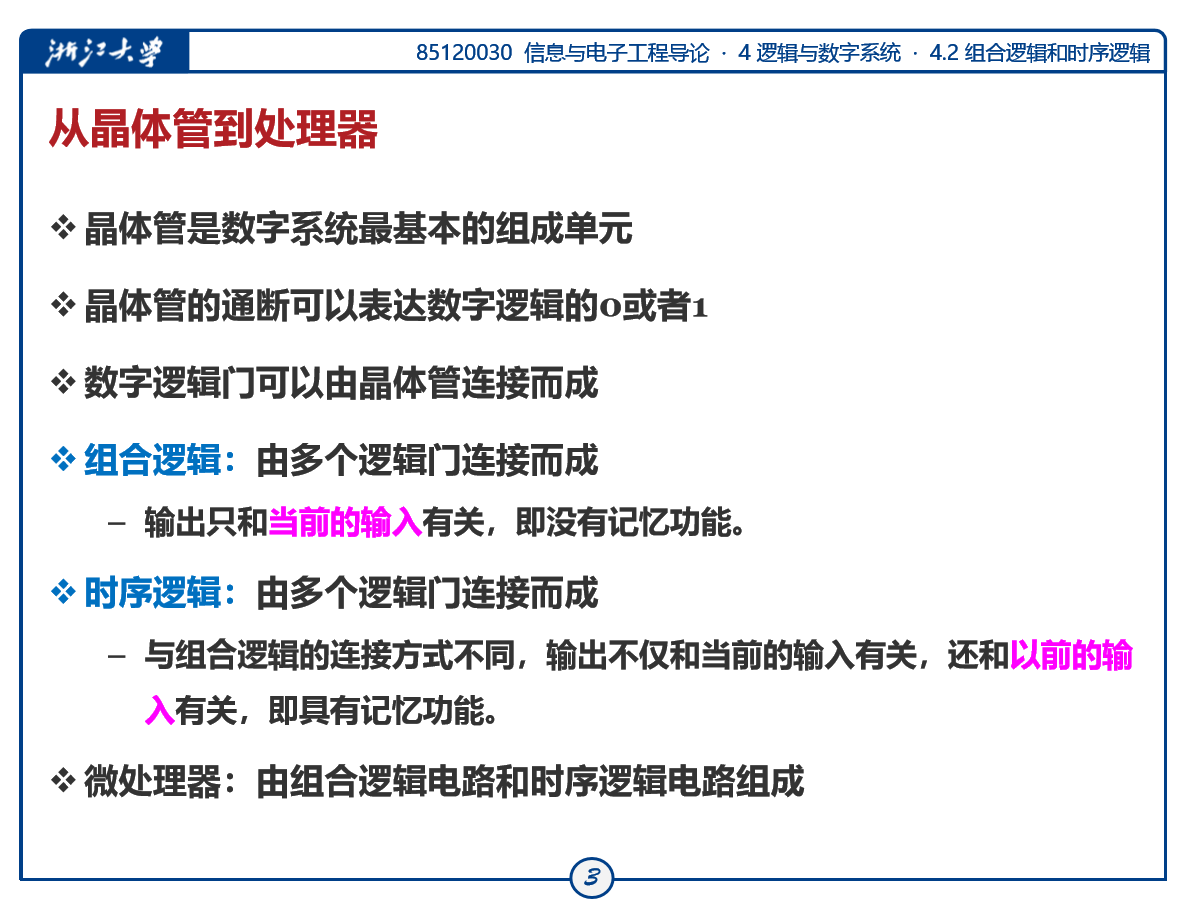 浙江大学
85120030 信息与电子工程导论 · 4 逻辑与数字系统 · 4.2 组合逻辑和时序逻辑
从晶体管到处理器
❖ 晶体管是数字系统最基本的组成单元
❖ 晶体管的通断可以表达数字逻辑的0或者1
❖ 数字逻辑门可以由晶体管连接而成
❖ 组合逻辑：由多个逻辑门连接而成
– 输出只和当前的输入有关，即没有记忆功能。
❖ 时序逻辑：由多个逻辑门连接而成
– 与组合逻辑的连接方式不同，输出不仅和当前的输入有关，还和以前的输
入有关，即具有记忆功能。
❖ 微处理器：由组合逻辑电路和时序逻辑电路组成
3